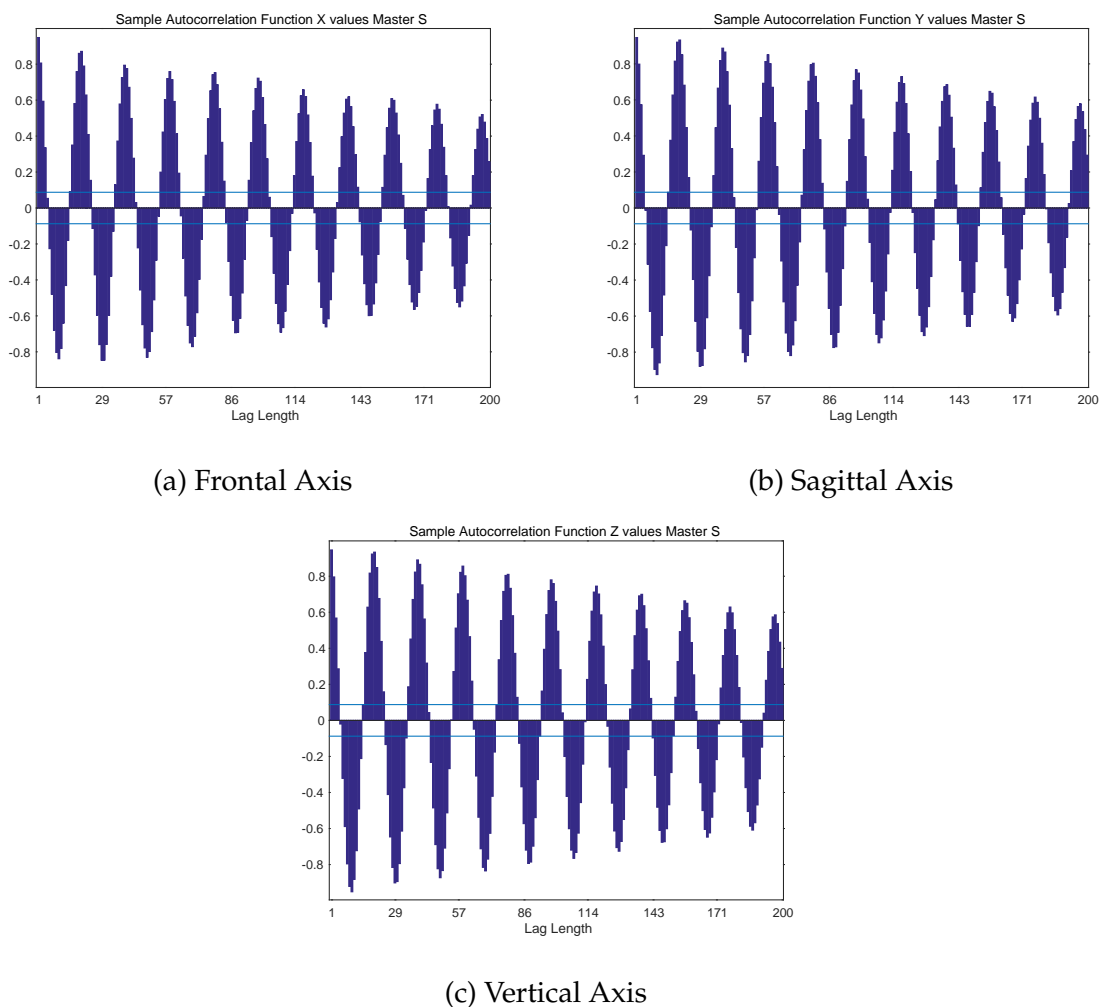 Sample Autocorrelation Function X values Master S
0.8
0.6
0.4
0.2
0
-0.2
-0.4
-0.6
-0.8
1 29 57 86 114 143 171 200
Lag Length
(a) Frontal Axis
Sample Autocorrelation Function Y values Master S
0.8
0.6
0.4
0.2
0
-0.2
-0.4
-0.6
-0.8
1 29 57 86 114 143 171 200
Lag Length
(b) Sagittal Axis
Sample Autocorrelation Function Z values Master S
0.8
0.6
0.4
0.2
0
-0.2
-0.4
-0.6
-0.8
1 29 57 86 114 143 171 200
Lag Length
(c) Vertical Axis